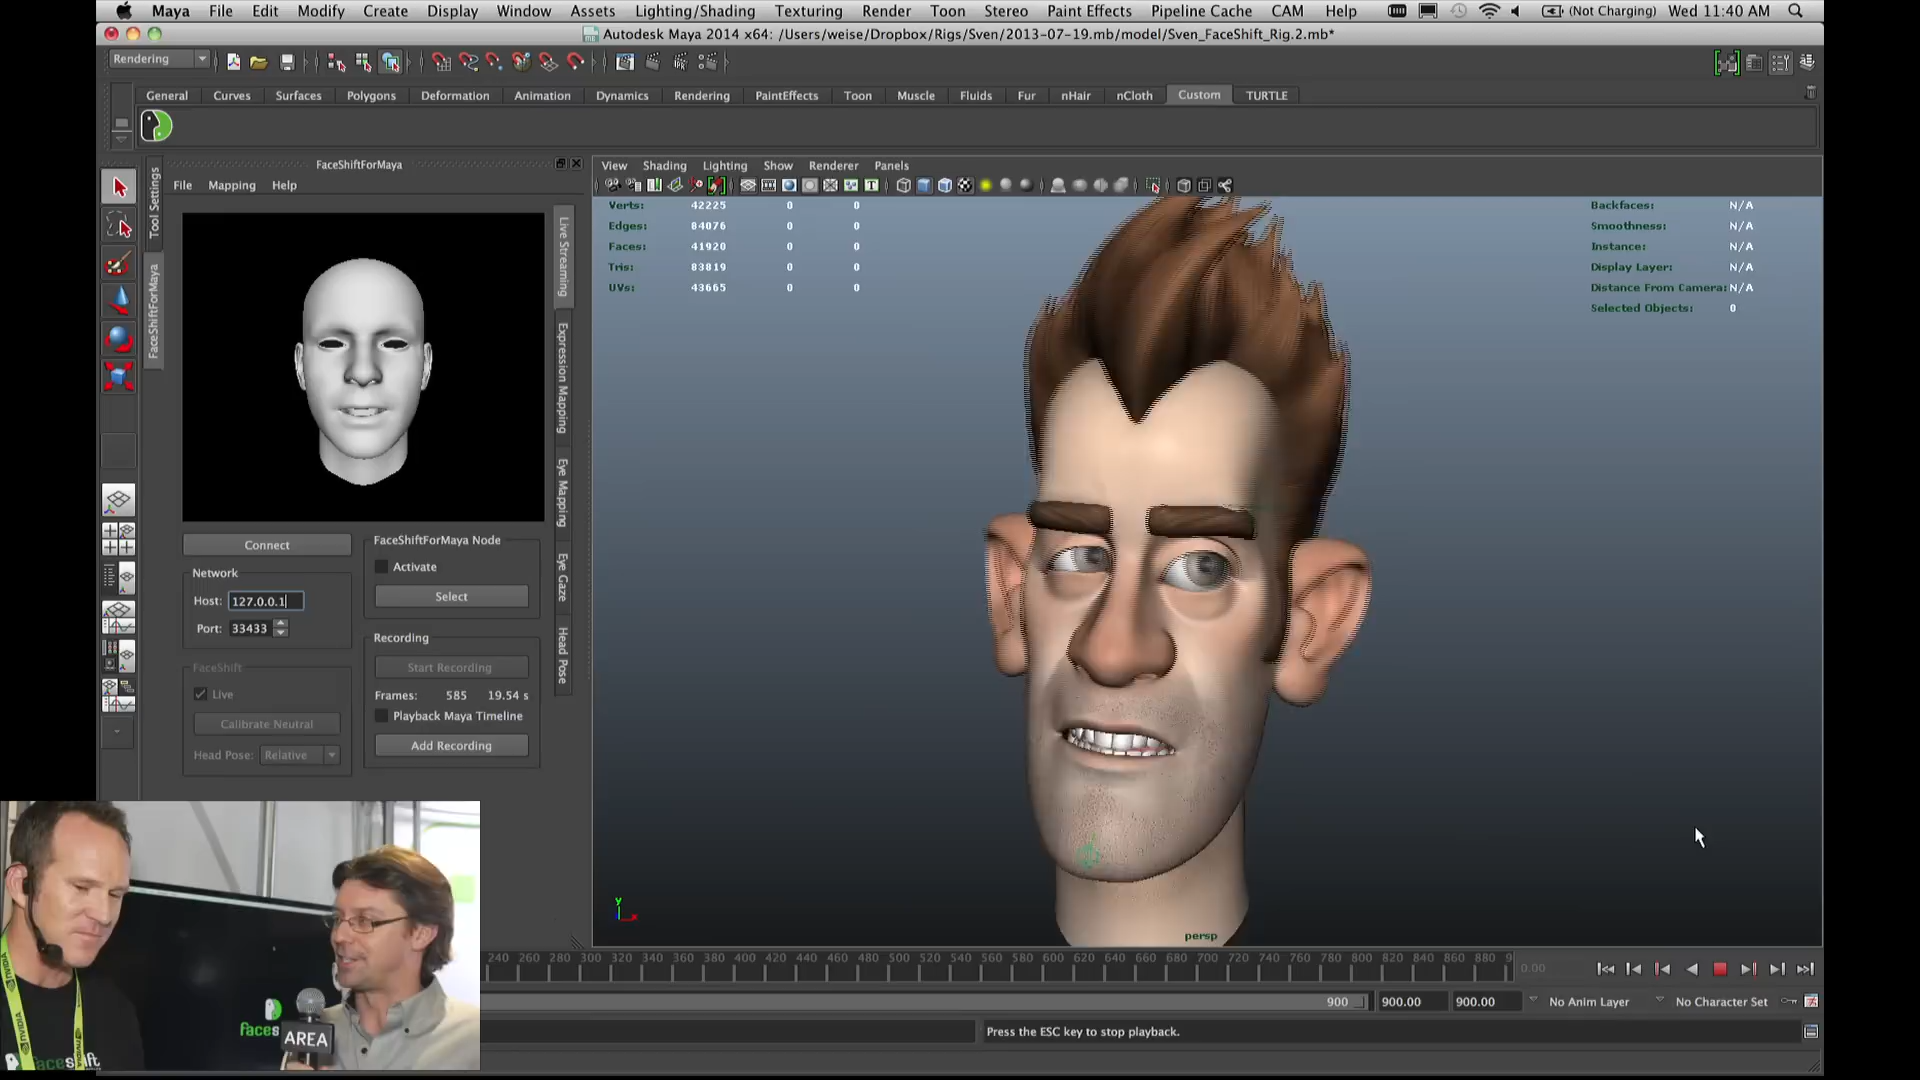 Maya File Edit Modify Create Display Window Assets Lighting/Shading Texturing Render Toon Stereo Paint Effects Pipeline Cache CAM Help (Not Charging) Wed 11:40 AM
Autodesk Maya 2014 x64: /Users/weise/Dropbox/Rigs/Sven/2013-07-19.mb/model/Sven_FaceShift_Rig.2.mb*
Rendering
General Curves Surfaces Polygons Deformation Animation Dynamics Rendering PaintEffects Toon Muscle Fluids Fur nHair nCloth Custom TURTLE
FaceShiftForMaya
File Mapping Help
Tool Settings
FaceShiftForMaya
Live Streaming
Expression Mapping
Eye Mapping
Eye Gaze
Head Pose
View Shading Lighting Show Renderer Panels
Verts: 42225 0 0
Edges: 84076 0 0
Faces: 41920 0 0
Tris: 83819 0 0
UVs: 43665 0 0
Backfaces: N/A
Smoothness: N/A
Instance: N/A
Display Layer: N/A
Distance From Camera: N/A
Selected Objects: 0
Connect
Network
Host: 127.0.0.1
Port: 33433
FaceShift
Live
Calibrate Neutral
Head Pose: Relative
FaceShiftForMaya Node
Activate
Select
Recording
Start Recording
Frames: 585 19.54 s
Playback Maya Timeline
Add Recording
y
x
persp
240 260 280 300 320 340 360 380 400 420 440 460 480 500 520 540 560 580 600 620 640 660 680 700 720 740 760 780 800 820 840 860 880 9
0.00
900 900.00 900.00 No Anim Layer No Character Set
Press the ESC key to stop playback.
NVIDIA
NVIDIA
faces
AREA
faceshift